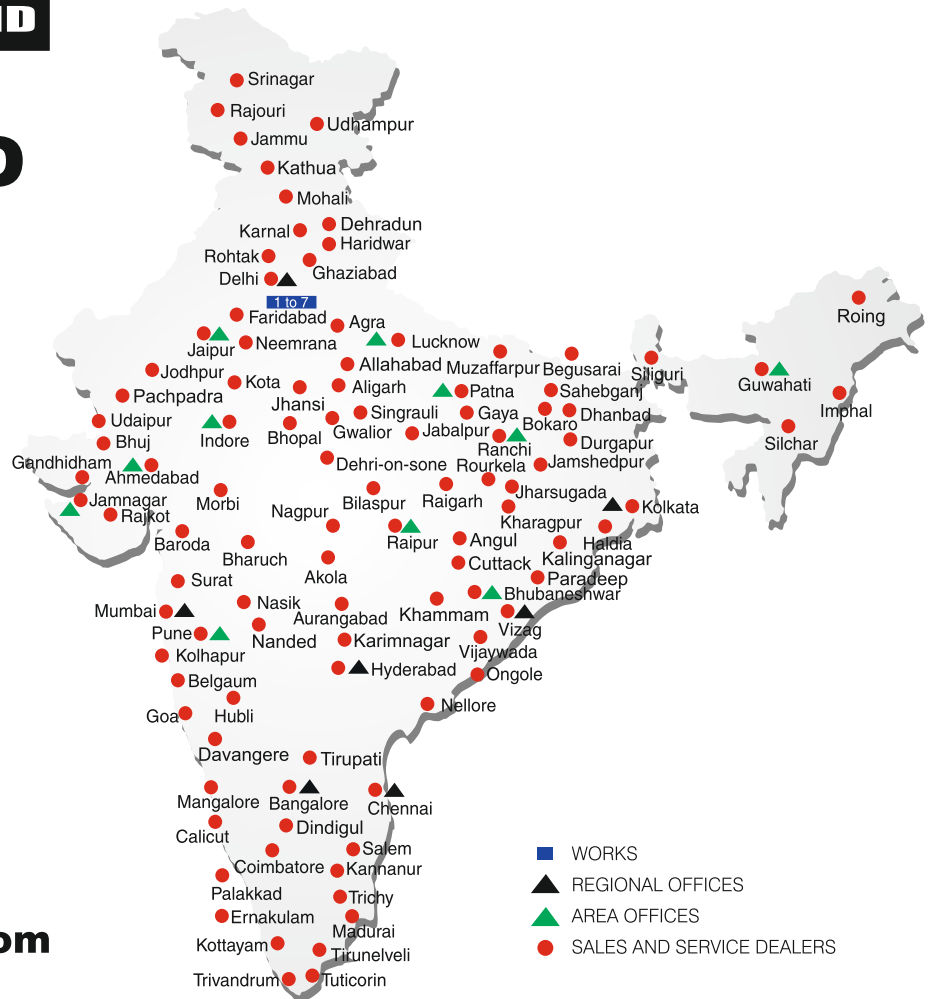 D
Srinagar
Rajouri
Udhampur
Jammu
Kathua
Mohali
Dehradun
Karnal
Haridwar
Rohtak
Ghaziabad
Delhi
1 to 7
Roing
Faridabad
Agra
Lucknow
Jaipur
Neemrana
Allahabad
Muzaffarpur
Begusarai
Siliguri
Guwahati
Jodhpur
Kota
Aligarh
Patna
Sahebganj
Imphal
Pachpadra
Jhansi
Singrauli
Gaya
Bokaro
Dhanbad
Udaipur
Indore
Bhopal
Gwalior
Jabalpur
Ranchi
Durgapur
Silchar
Bhuj
Gandhidham
Ahmedabad
Dehri-on-sone
Rourkela
Jamshedpur
Jamnagar
Rajkot
Morbi
Bilaspur
Raigarh
Jharsugada
Kolkata
Nagpur
Kharagpur
Baroda
Bharuch
Raipur
Angul
Haldia
Kalinganagar
Akola
Cuttack
Paradeep
Surat
Bhubaneshwar
Mumbai
Nasik
Aurangabad
Khammam
Vizag
Pune
Nanded
Karimnagar
Vijaywada
Kolhapur
Hyderabad
Ongole
Belgaum
Goa
Hubli
Nellore
Davangere
Tirupati
Mangalore
Bangalore
Chennai
Calicut
Dindigul
Coimbatore
Salem
Kannanur
Palakkad
Trichy
Ernakulam
Madurai
Kottayam
Tirunelveli
Trivandrum
Tuticorin
WORKS
REGIONAL OFFICES
AREA OFFICES
SALES AND SERVICE DEALERS
om